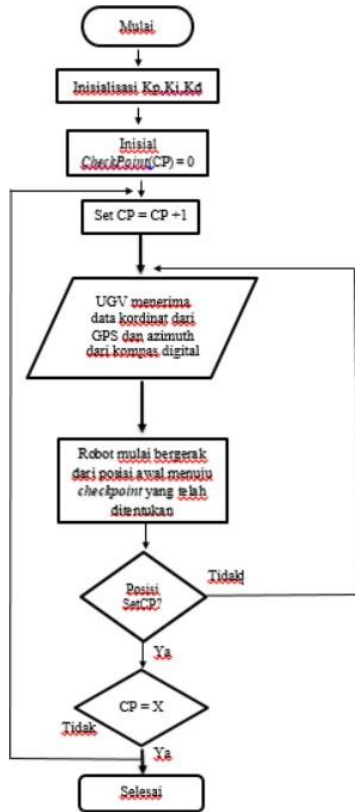 Mulai
Inisialisasi Kp,Ki,Kd
Inisial
CheckPoint(CP) = 0
Set CP = CP +1
UGV menerima
data kordinat dari
GPS dan azimuth
dari kompas digital
Robot mulai bergerak
dari posisi awal menuju
checkpoint yang telah
ditentukan
Posisi
SetCP?
Tidak
Ya
CP = X
Tidak
Ya
Selesai